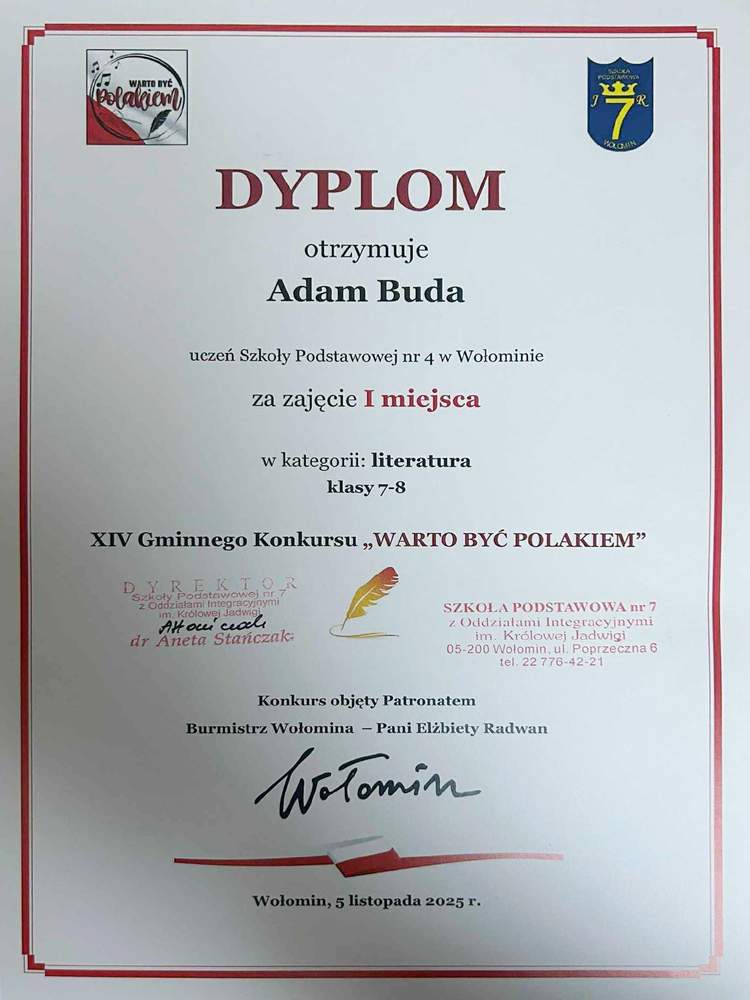 WARTO BYĆ
Polakiem
SZKOŁA
PODSTAWOWA
J 7 R
WOŁOMIN
DYPLOM
otrzymuje
Adam Buda
uczeń Szkoły Podstawowej nr 4 w Wołominie
za zajęcie I miejsca
w kategorii: literatura
klasy 7-8
XIV Gminnego Konkursu „WARTO BYĆ POLAKIEM”
DYREKTOR
Szkoły Podstawowej nr 7
z Oddziałami Integracyjnymi
im. Królowej Jadwigi
dr Aneta Stańczak
SZKOŁA PODSTAWOWA nr 7
z Oddziałami Integracyjnymi
im. Królowej Jadwigi
05-200 Wołomin, ul. Poprzeczna 6
tel. 22 776-42-21
Konkurs objęty Patronatem
Burmistrz Wołomina – Pani Elżbiety Radwan
Wołomin
Wołomin, 5 listopada 2025 r.